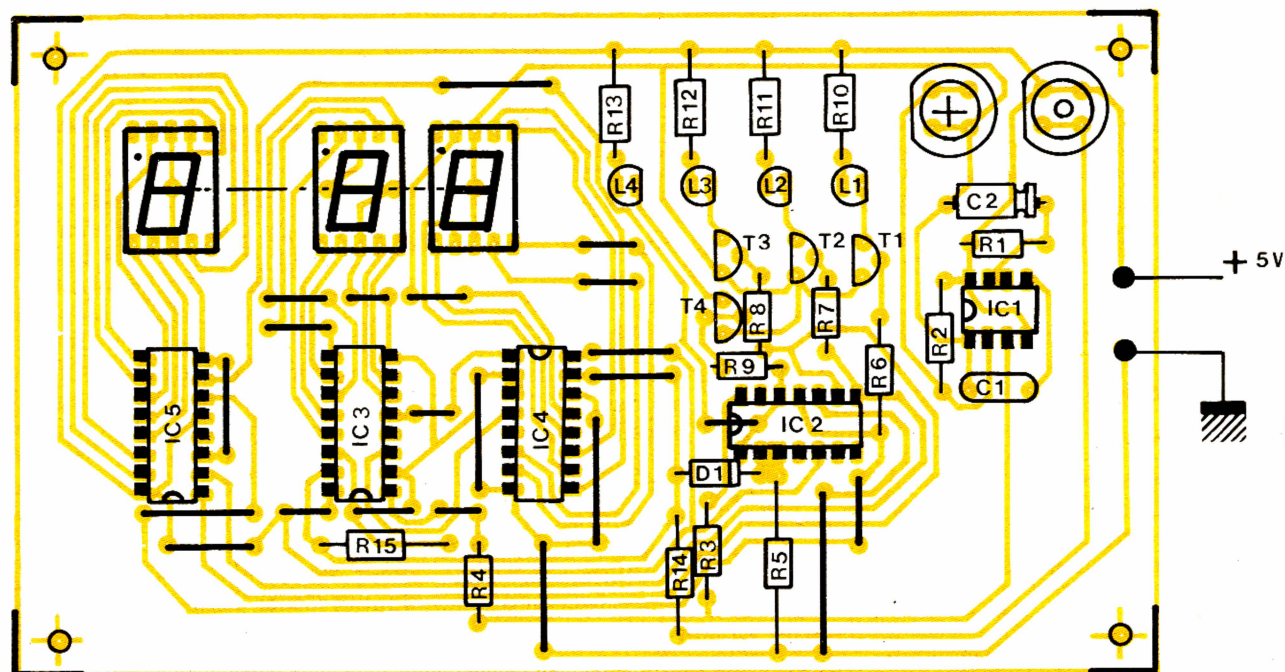 R13
R12
R11
R10
+
L4
L3
L2
L1
C2
T3
T2
T1
R1
+ 5V
T4
R8
R7
IC1
R2
R9
R6
C1
IC5
IC3
IC4
IC2
D1
R15
R4
R14
R3
R5